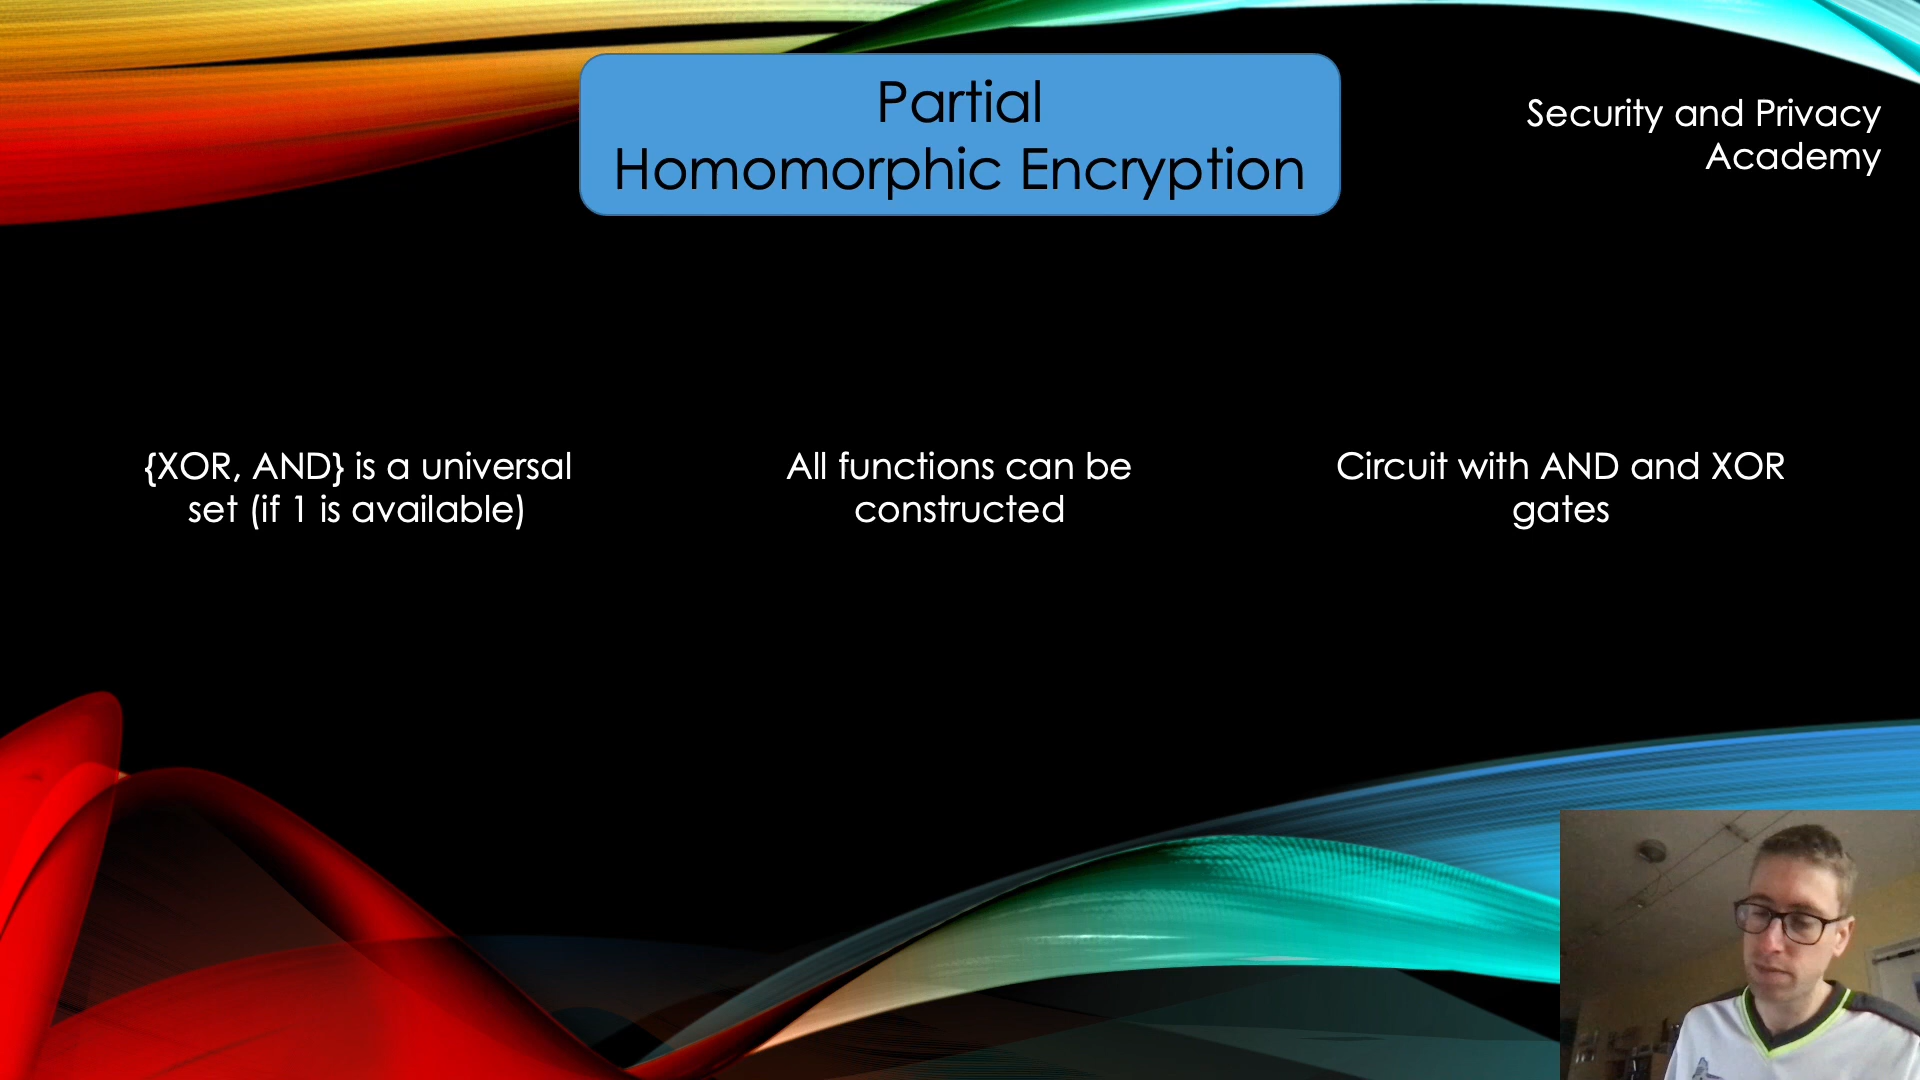 Partial
Homomorphic Encryption
Security and Privacy
Academy
{XOR, AND} is a universal
set (if 1 is available)
All functions can be
constructed
Circuit with AND and XOR
gates